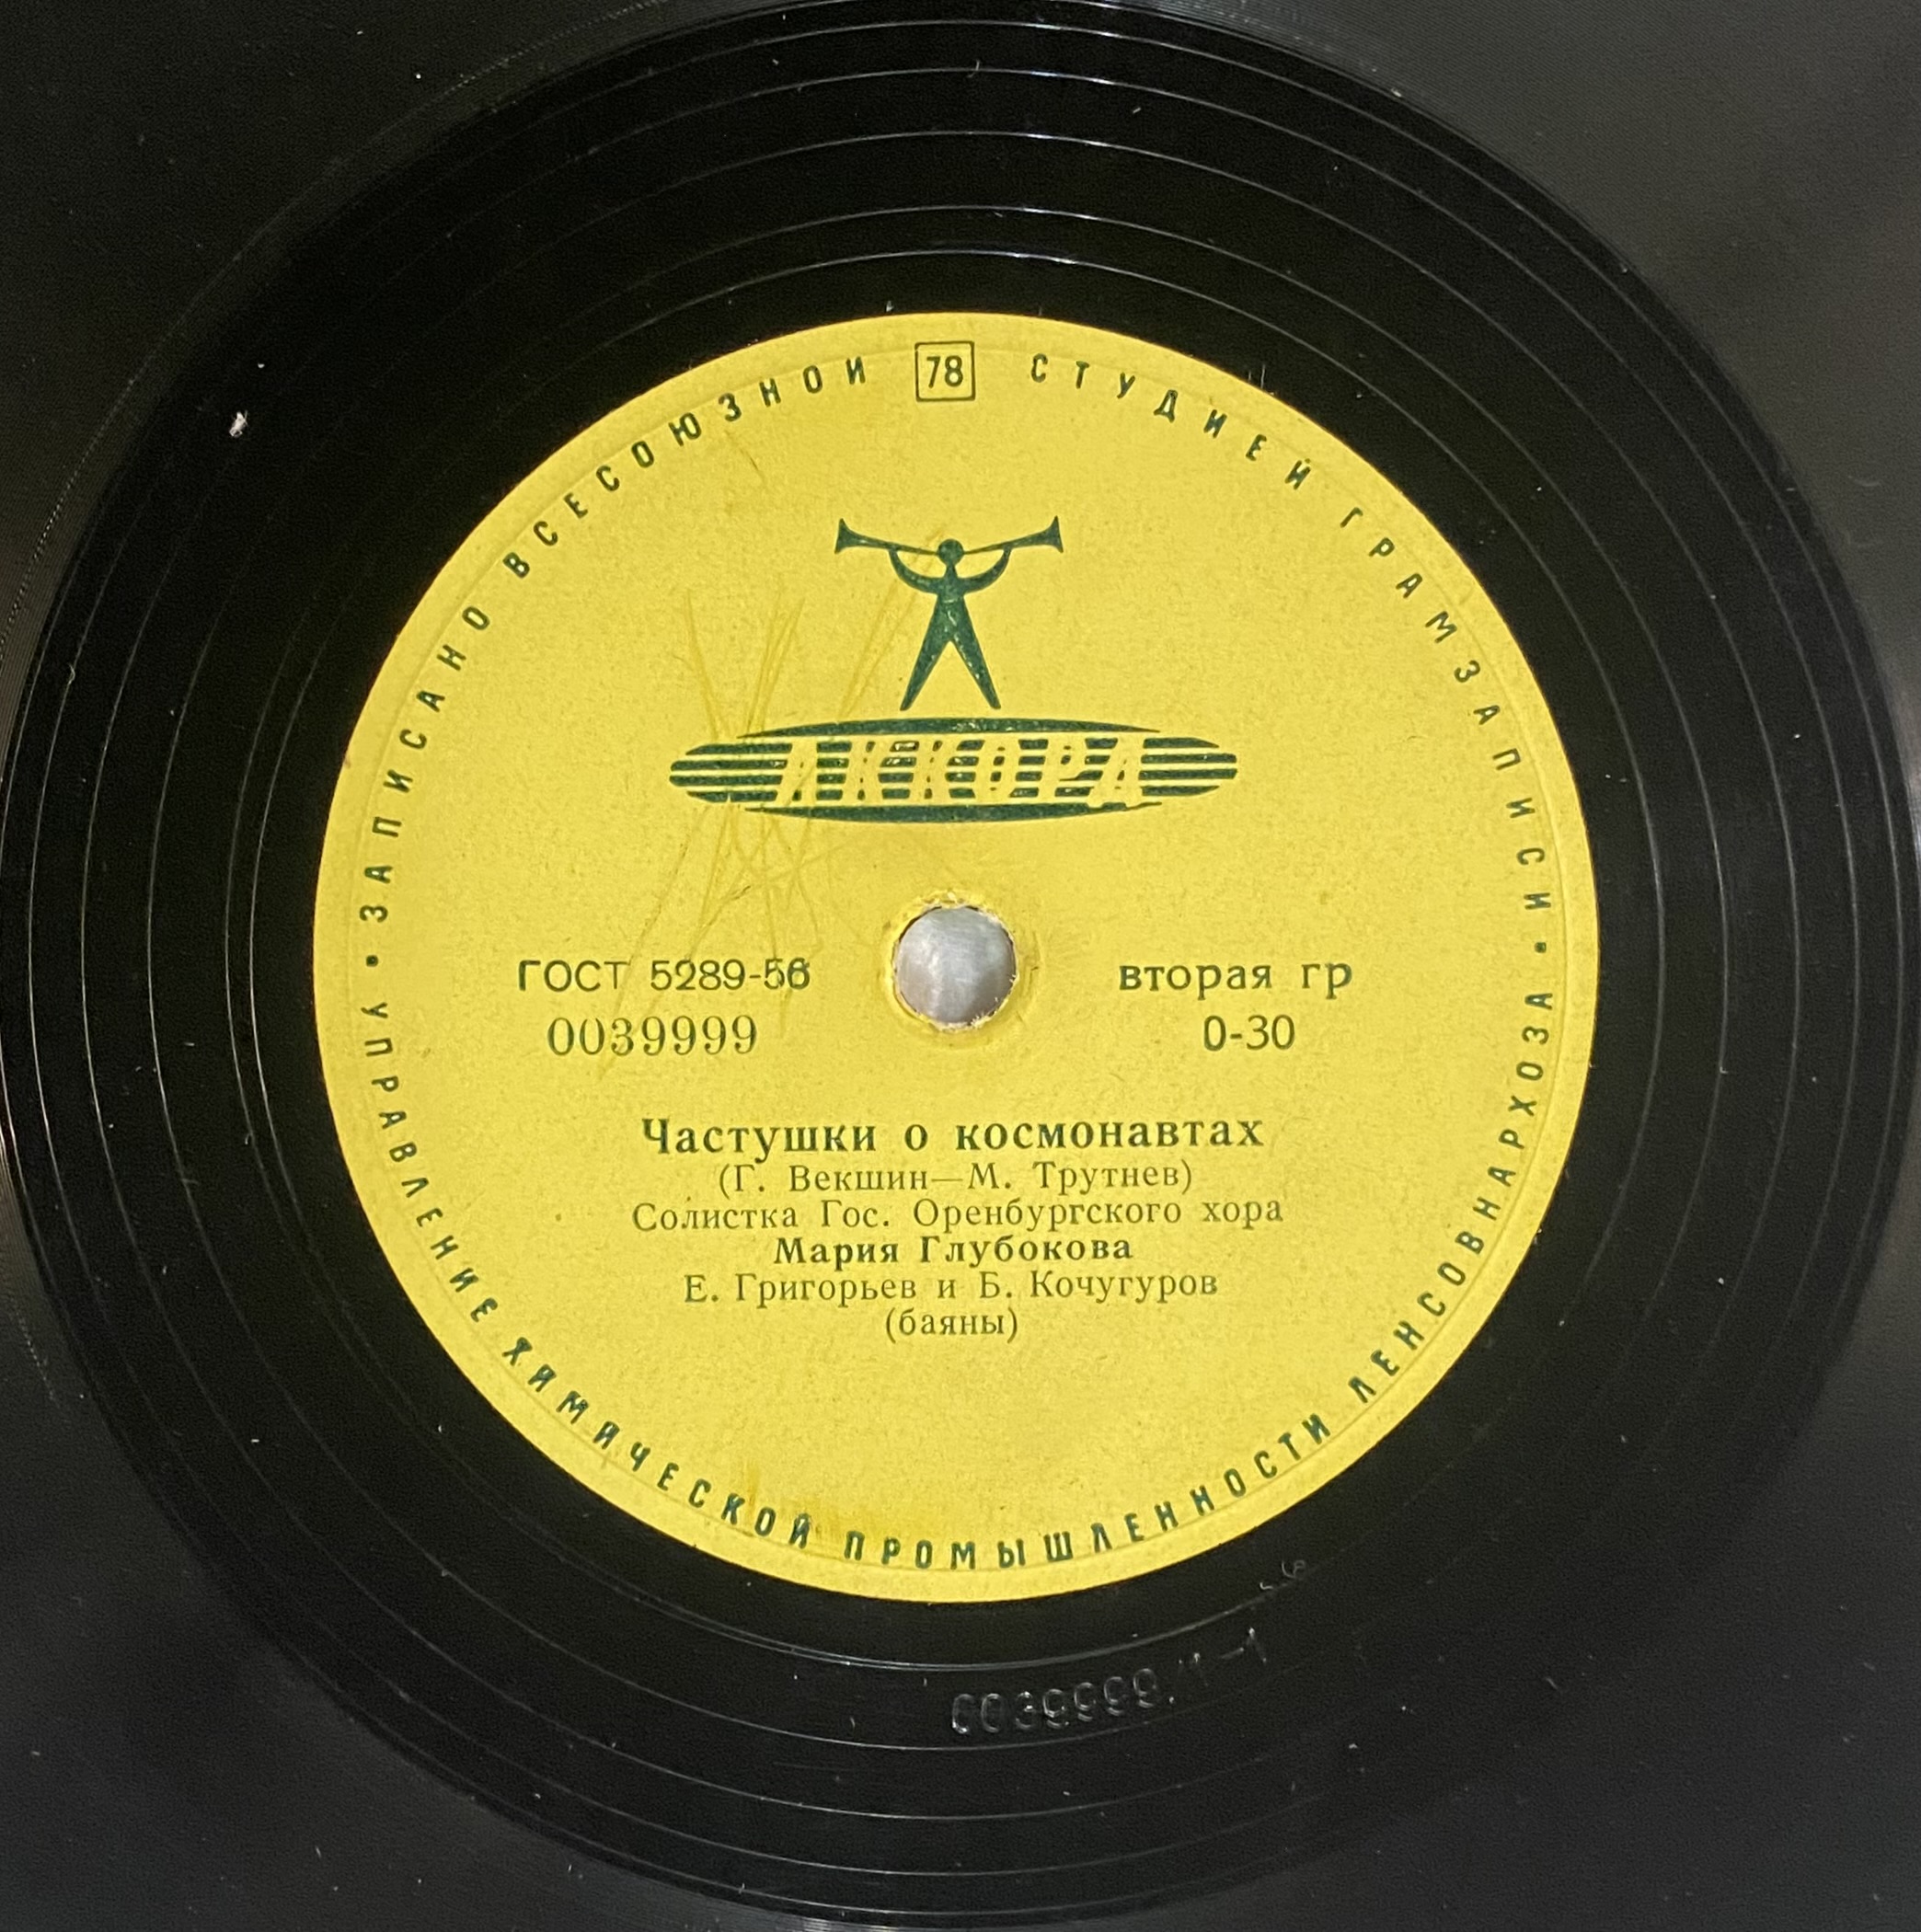 ЗАПИСАНО ВСЕСОЮЗНОЙ 78 СТУДИЕЙ ГРАМЗАПИСИ •
АККОРД
ГОСТ 5289-56
вторая гр
0039999
0-30
Частушки о космонавтах
(Г. Векшин—М. Трутнев)
Солистка Гос. Оренбургского хора
Мария Глубокова
Е. Григорьев и Б. Кочугуров
(баяны)
• УПРАВЛЕНИЕ ХИМИЧЕСКОЙ ПРОМЫШЛЕННОСТИ ЛЕНСОВНАРХОЗА